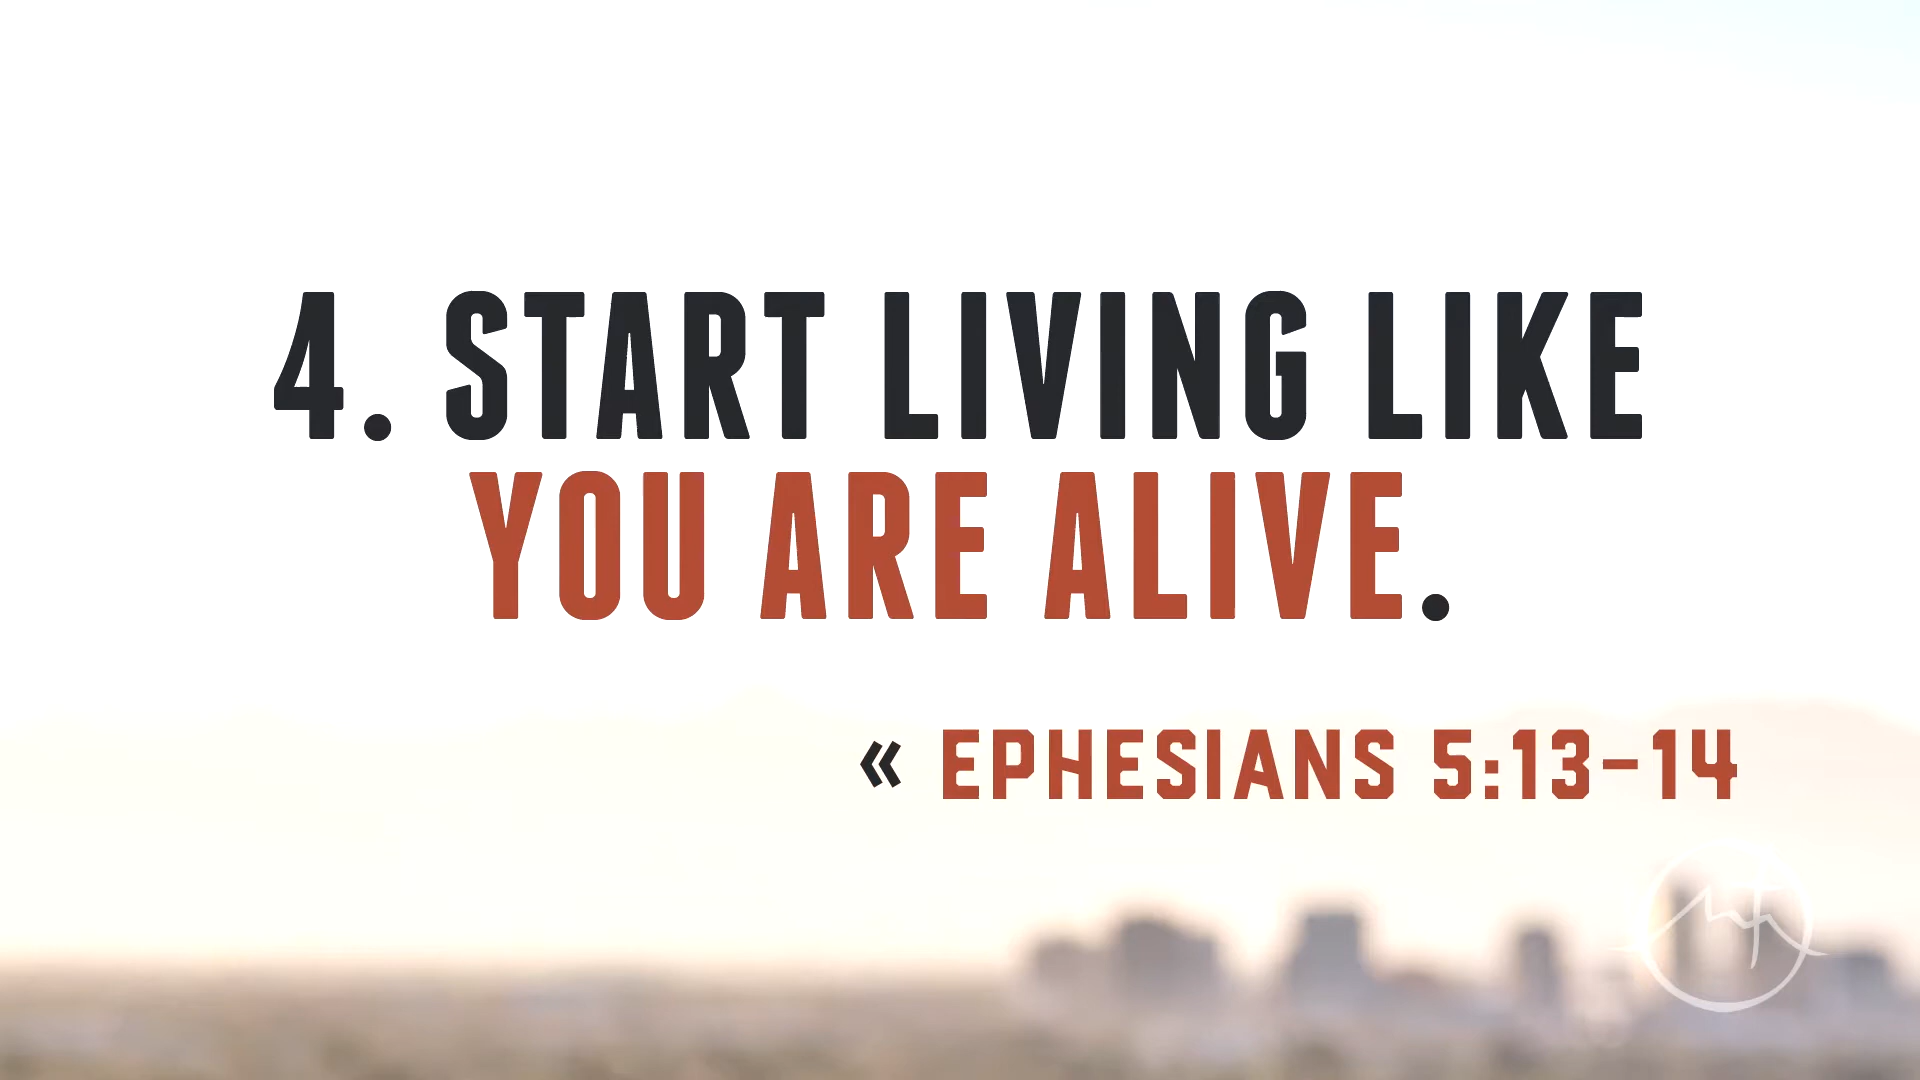 4. START LIVING LIKE
YOU ARE ALIVE.
« EPHESIANS 5:13-14